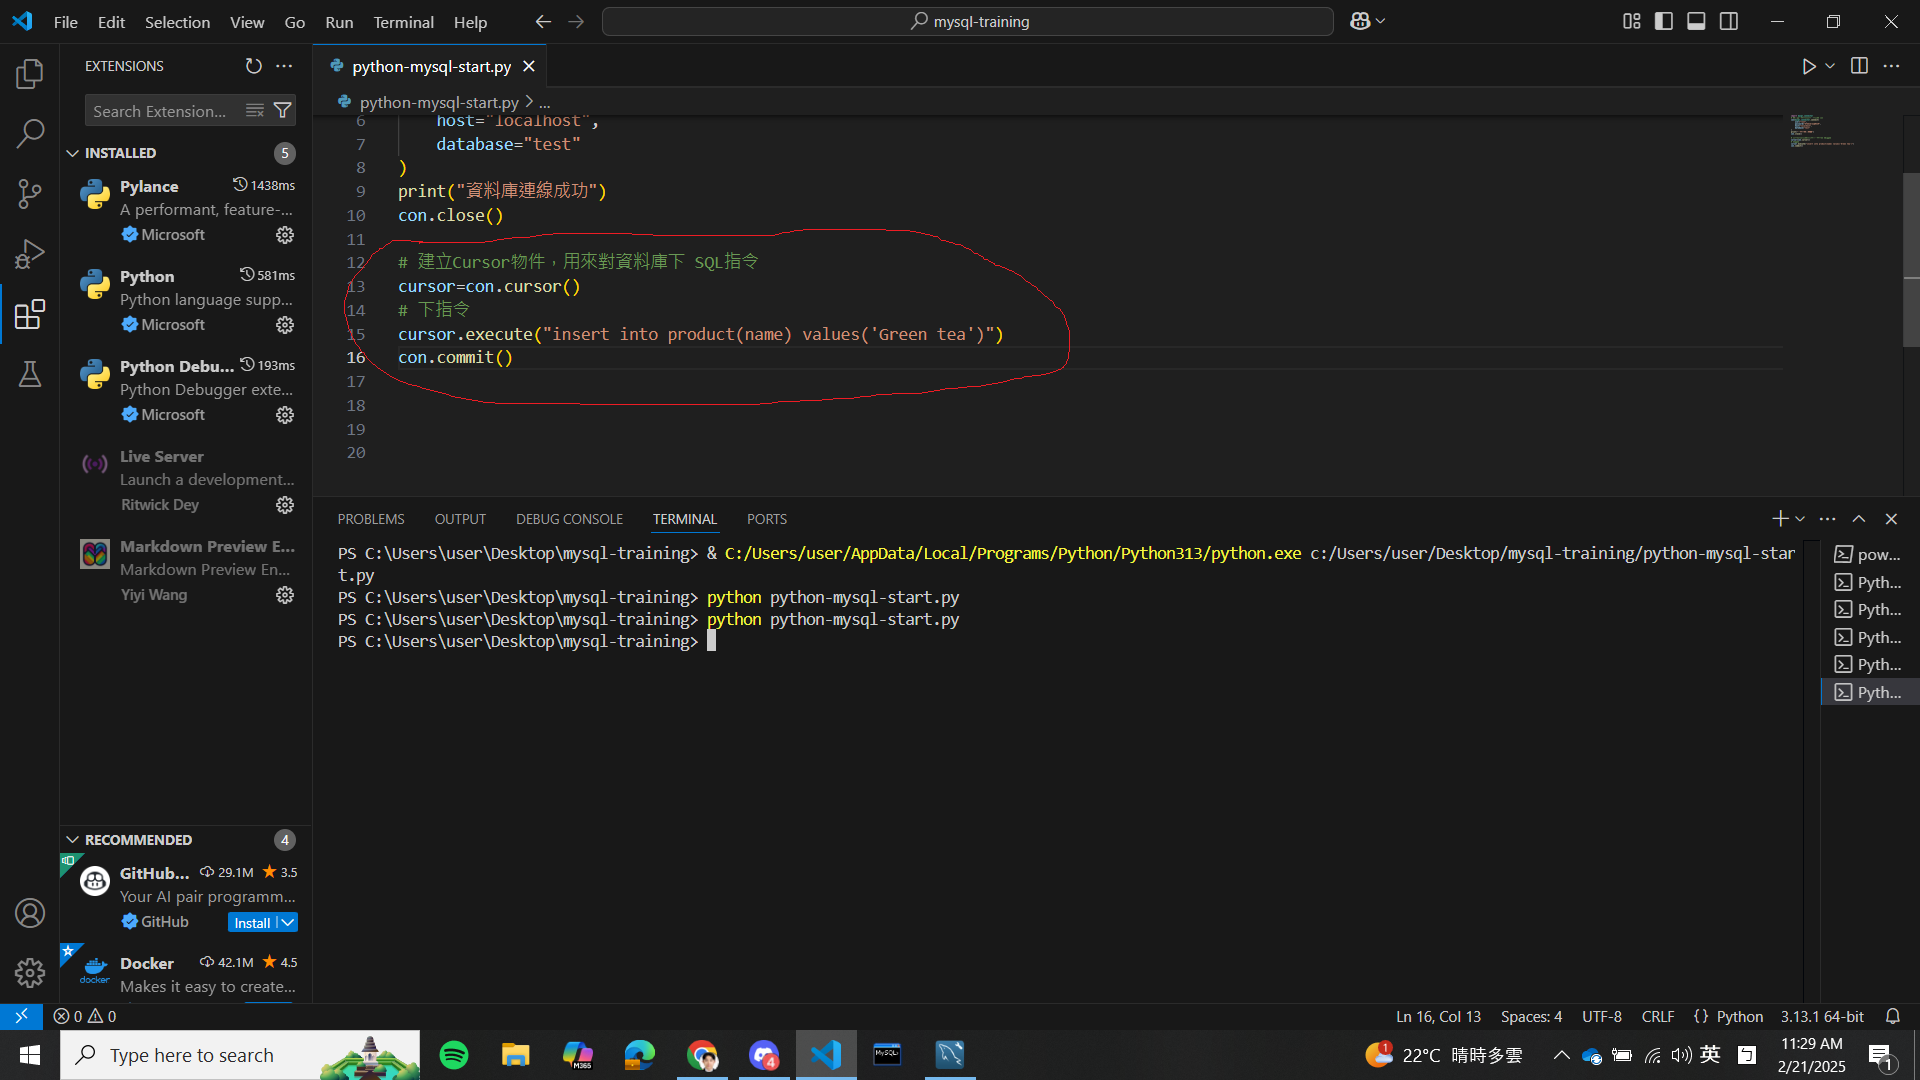 File Edit Selection View Go Run Terminal Help
mysql-training
EXTENSIONS
Search Extension...
INSTALLED 5
Pylance 1438ms
A performant, feature-...
Microsoft
Python 581ms
Python language supp...
Microsoft
Python Debu... 193ms
Python Debugger exte...
Microsoft
Live Server
Launch a development...
Ritwick Dey
Markdown Preview E...
Markdown Preview En...
Yiyi Wang
RECOMMENDED 4
GitHub... 29.1M 3.5
Your AI pair programm...
GitHub Install
Docker 42.1M 4.5
docker
Makes it easy to create...
python-mysql-start.py
python-mysql-start.py > ...
6 host="localhost",
7 database="test"
8 )
9 print("資料庫連線成功")
10 con.close()
11
12 # 建立Cursor物件，用來對資料庫下 SQL指令
13 cursor=con.cursor()
14 # 下指令
15 cursor.execute("insert into product(name) values('Green tea')")
16 con.commit()
17
18
19
20
PROBLEMS OUTPUT DEBUG CONSOLE TERMINAL PORTS
PS C:\Users\user\Desktop\mysql-training> & C:/Users/user/AppData/Local/Programs/Python/Python313/python.exe c:/Users/user/Desktop/mysql-training/python-mysql-star
t.py
PS C:\Users\user\Desktop\mysql-training> python python-mysql-start.py
PS C:\Users\user\Desktop\mysql-training> python python-mysql-start.py
PS C:\Users\user\Desktop\mysql-training>
pow...
Pyth...
Pyth...
Pyth...
Pyth...
Pyth...
0 0
Ln 16, Col 13 Spaces: 4 UTF-8 CRLF {} Python 3.13.1 64-bit
Type here to search
M365
4
MySQL
1
22°C 晴時多雲
英
11:29 AM
2/21/2025
1